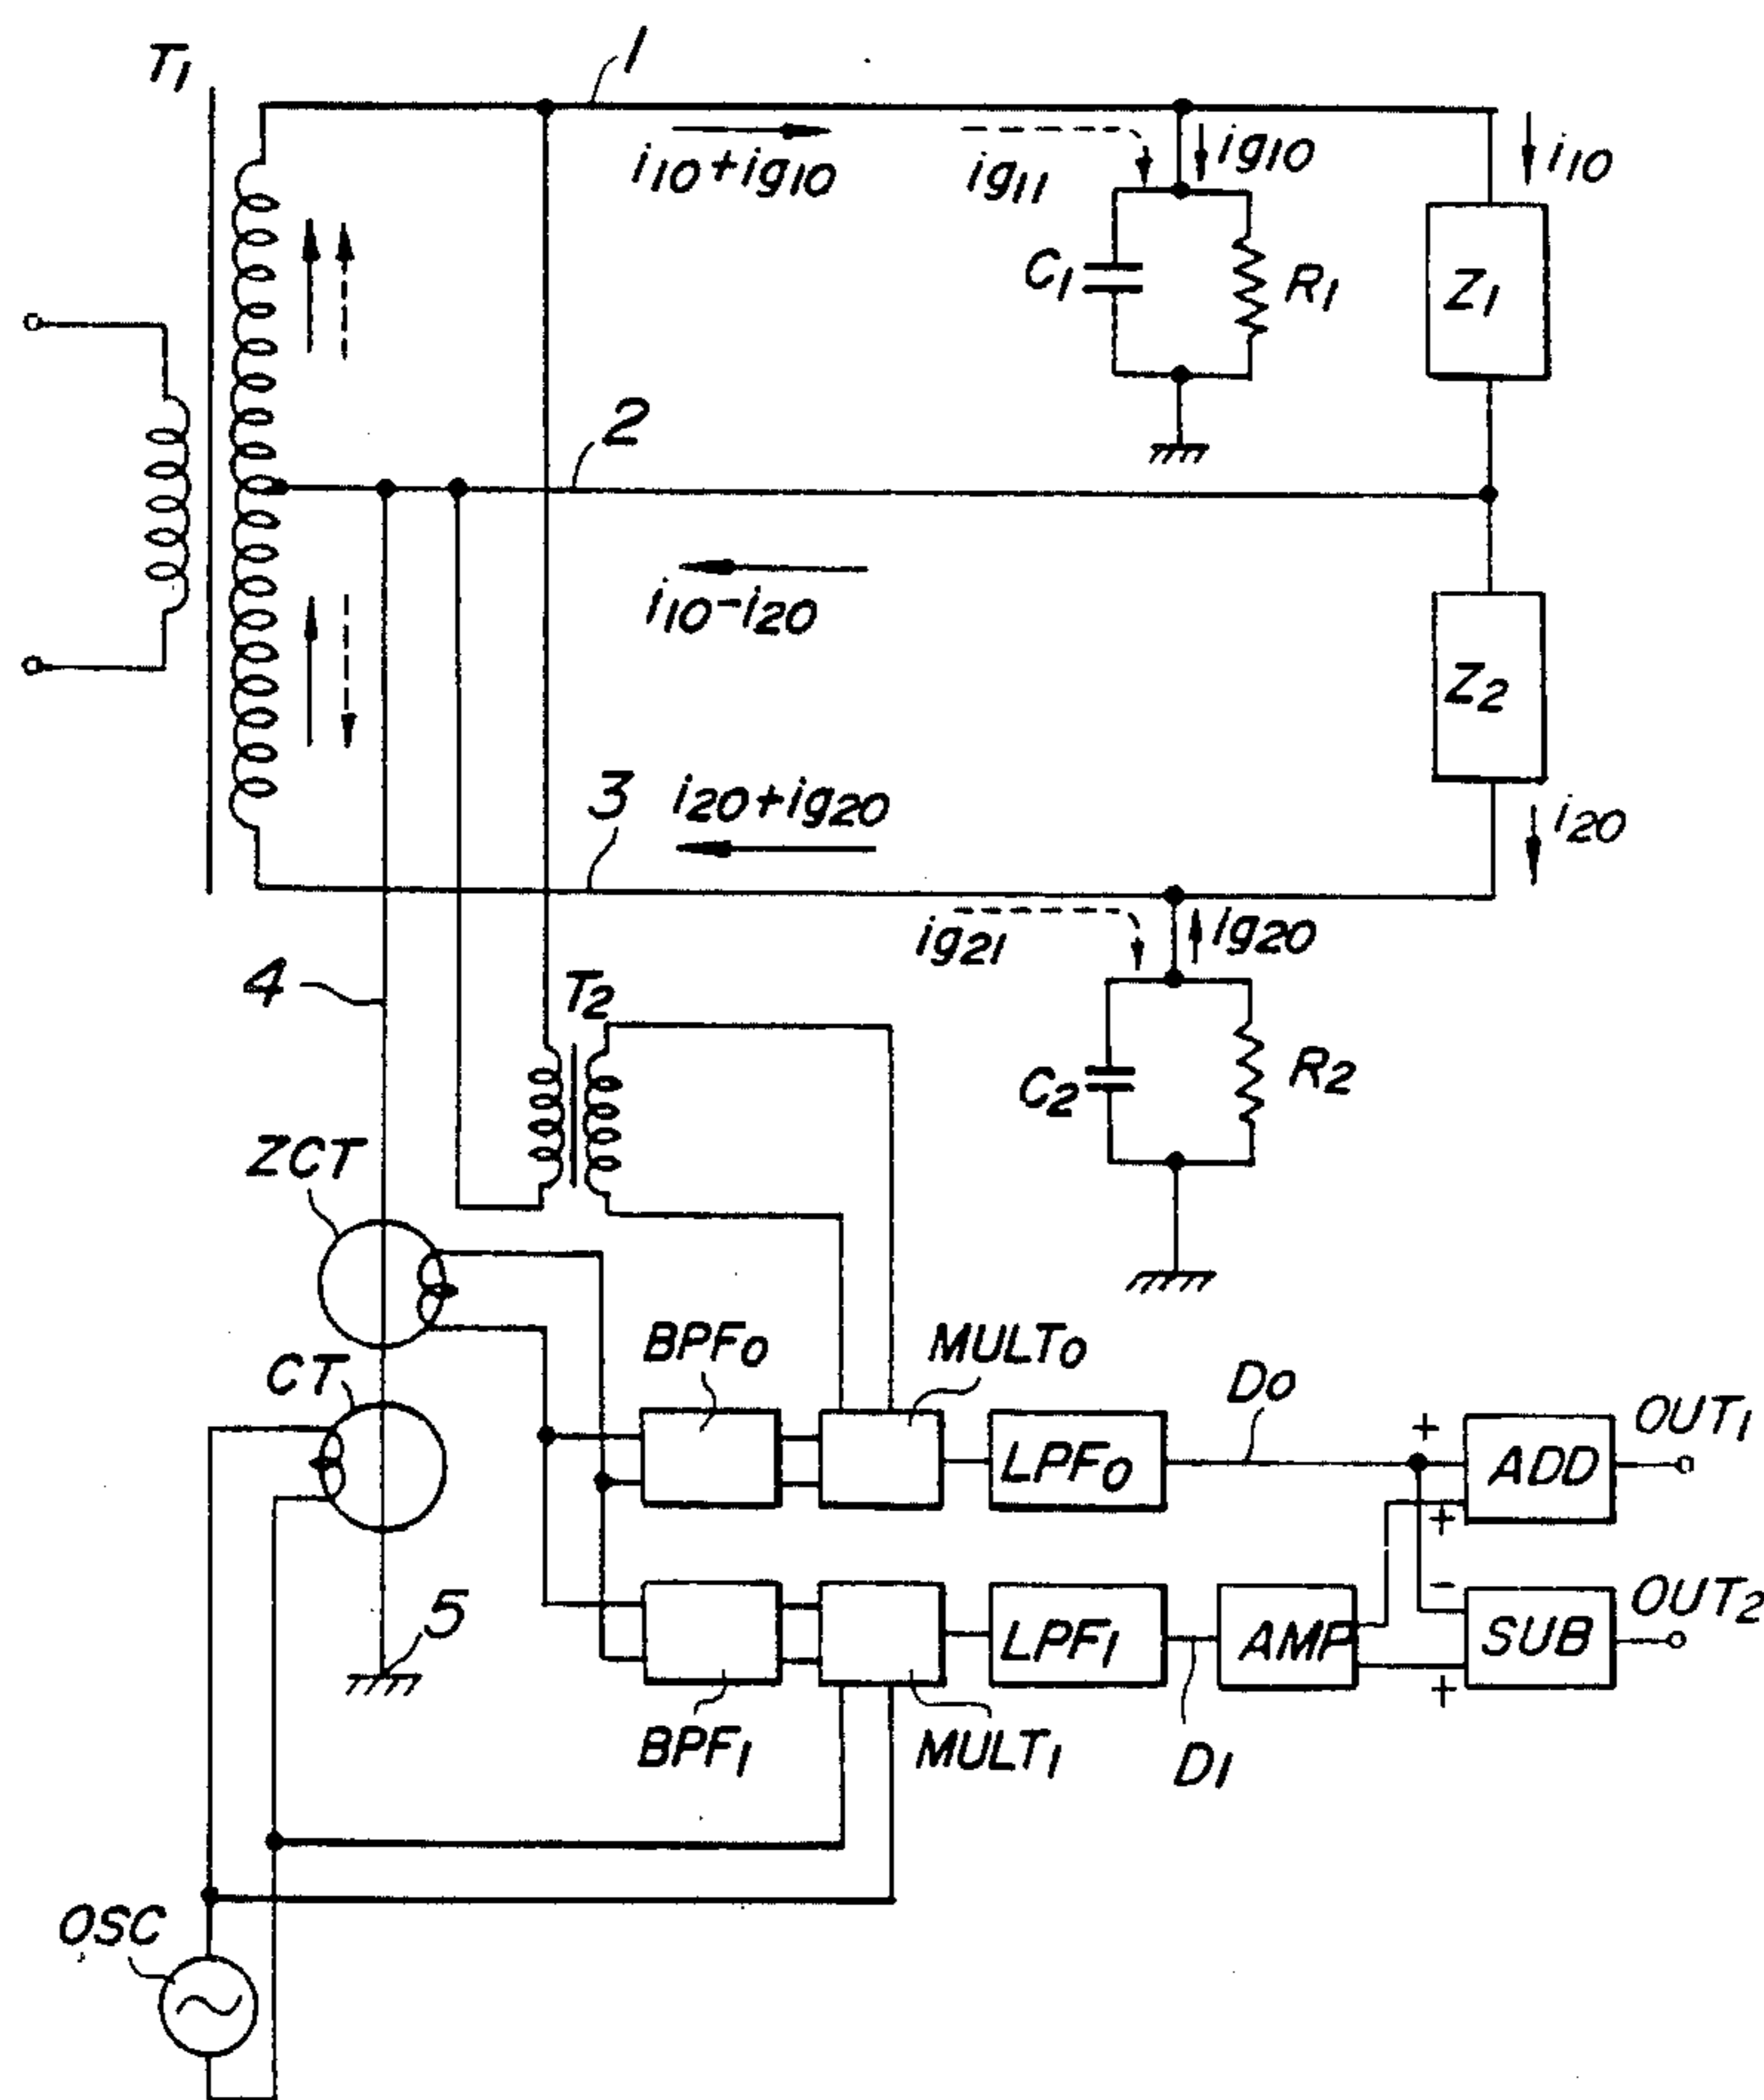 T1
1
i10+ig10
ig11
ig10
i10
C1
R1
Z1
2
i10-i20
Z2
3
i20+ig20
i20
ig21
ig20
4
T2
C2
R2
ZCT
CT
BPF0
MULT0
D0
OUT1
+
LPF0
ADD
+
5
-
OUT2
LPF1
AMP
SUB
+
BPF1
MULT1
D1
OSC